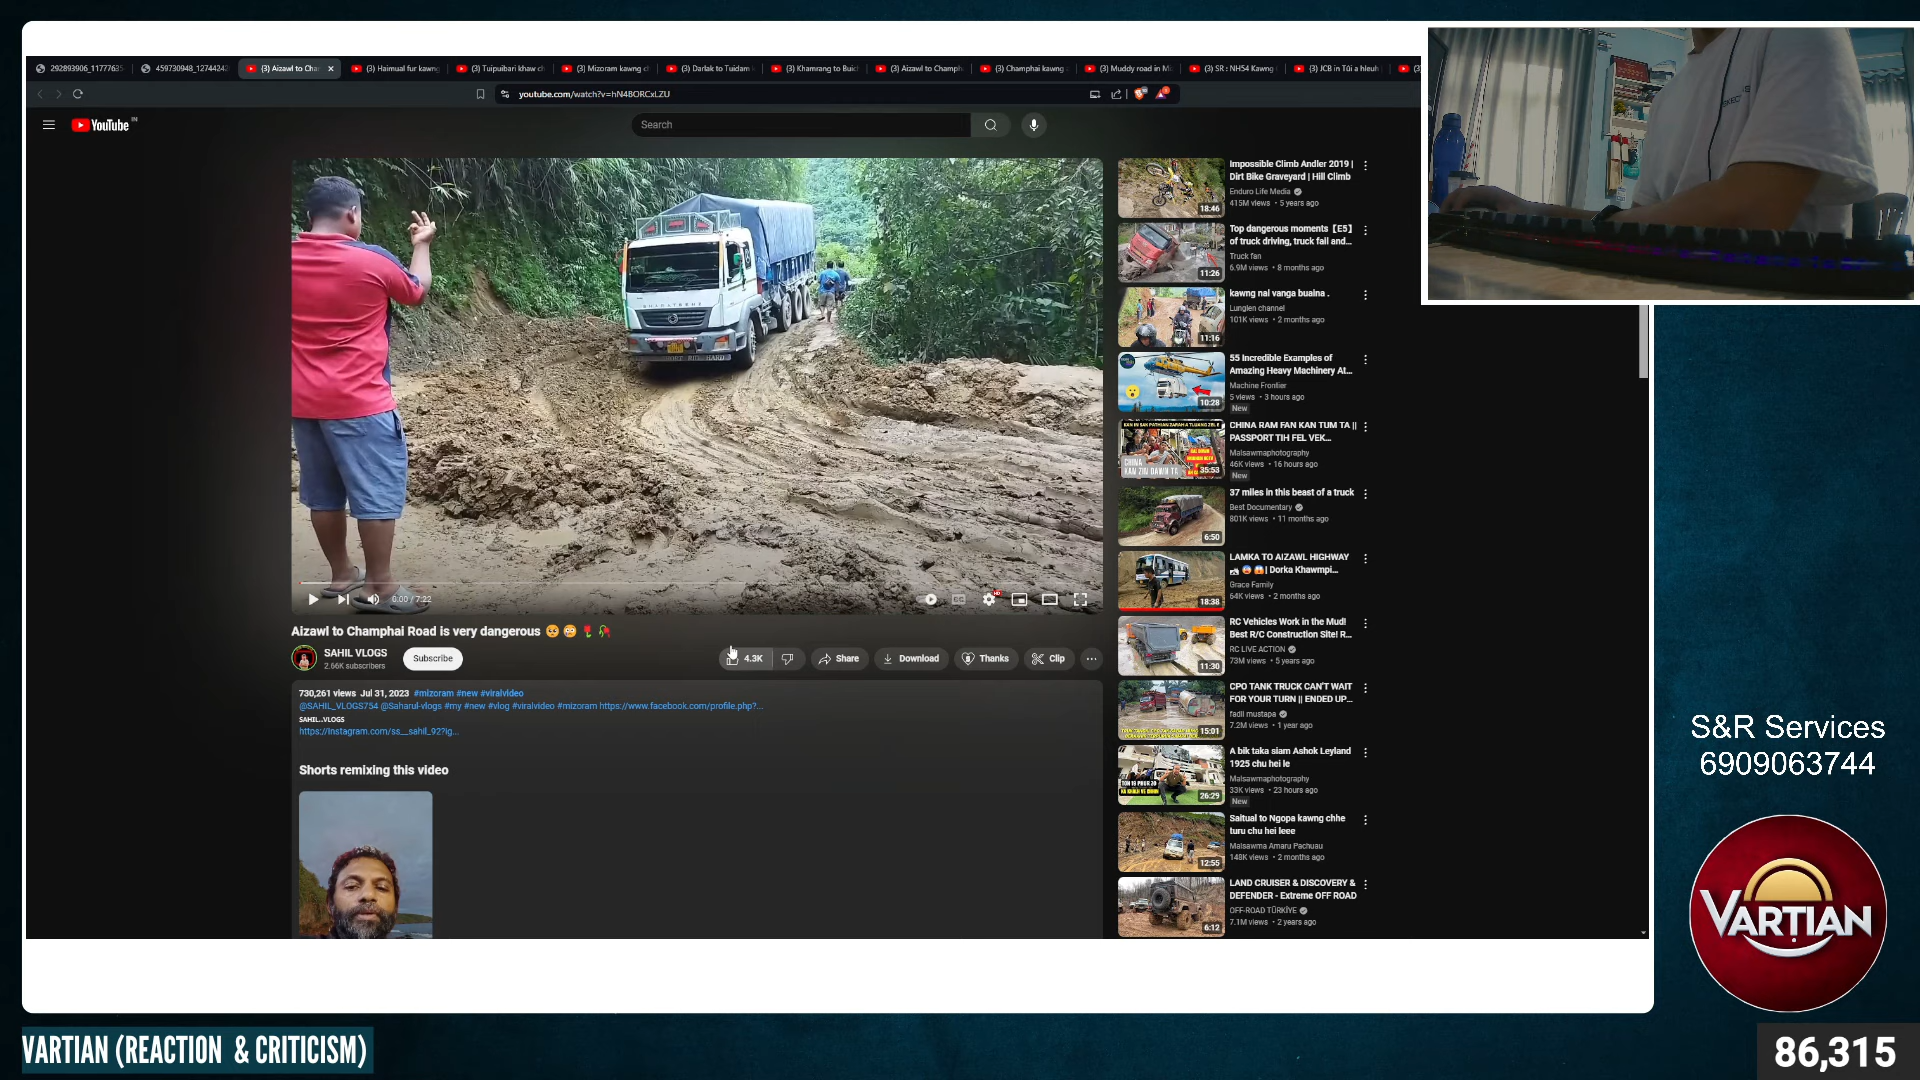 292893906_11777635
459730948_12744242
(3) Aizawl to Cha
(3) Haimual fur kawng
(3) Tuipuibari khaw ch
(3) Mizoram kawng ch
(3) Darlak to Tuidam
(3) Khamrang to Buic
(3) Aizawl to Champh
(3) Champhai kawng
(3) Muddy road in Mi
(3) SR : NH54 Kawng
(3) JCB in Tûi a hleuh
youtube.com/watch?v=hN4BORCxLZU
YouTube IN
Search
BHARATBENZ
0:00 / 7:22
CC
HD
Aizawl to Champhai Road is very dangerous 🥺😳🌹🥀
SAHIL VLOGS
2.66K subscribers
Subscribe
4.3K
Share
Download
Thanks
Clip
730,261 views Jul 31, 2023 #mizoram #new #viralvideo
@SAHIL_VLOGS754 @Saharul-vlogs #my #new #vlog #viralvideo #mizoram https://www.facebook.com/profile.php?...
SAHIL..VLOGS
https://instagram.com/ss__sahil_92?ig...
Shorts remixing this video
Impossible Climb Andler 2019 |
Dirt Bike Graveyard | Hill Climb
Enduro Life Media
415M views • 5 years ago
18:46
Top dangerous moments【E5】
of truck driving, truck fail and...
Truck fan
6.9M views • 8 months ago
11:26
kawng nal vanga buaina .
Lunglen channel
101K views • 2 months ago
11:16
55 Incredible Examples of
Amazing Heavy Machinery At...
Machine Frontier
5 views • 3 hours ago
New
10:28
CHINA RAM FAN KAN TUM TA ||
PASSPORT TIH FEL VEK...
Malsawmaphotography
46K views • 16 hours ago
New
CHINA
KAN ZIN DAWN TA
35:53
37 miles in this beast of a truck
Best Documentary
801K views • 11 months ago
6:50
LAMKA TO AIZAWL HIGHWAY
📷😱😱| Dorka Khawmpi...
Grace Family
64K views • 2 months ago
18:38
RC Vehicles Work in the Mud!
Best R/C Construction Site! R...
RC LIVE ACTION
73M views • 5 years ago
11:30
CPO TANK TRUCK CAN'T WAIT
FOR YOUR TURN || ENDED UP...
fadli mustapa
7.2M views • 1 year ago
15:01
A bik taka siam Ashok Leyland
1925 chu hei le
Malsawmaphotography
33K views • 23 hours ago
New
26:29
Saitual to Ngopa kawng chhe
turu chu hei leee
Malsawma Amaru Pachuau
148K views • 2 months ago
12:55
LAND CRUISER & DISCOVERY &
DEFENDER - Extreme OFF ROAD
OFF-ROAD TÜRKİYE
7.1M views • 2 years ago
6:12
S&R Services
6909063744
VARTIAN
VARTIAN (REACTION & CRITICISM)
86,315